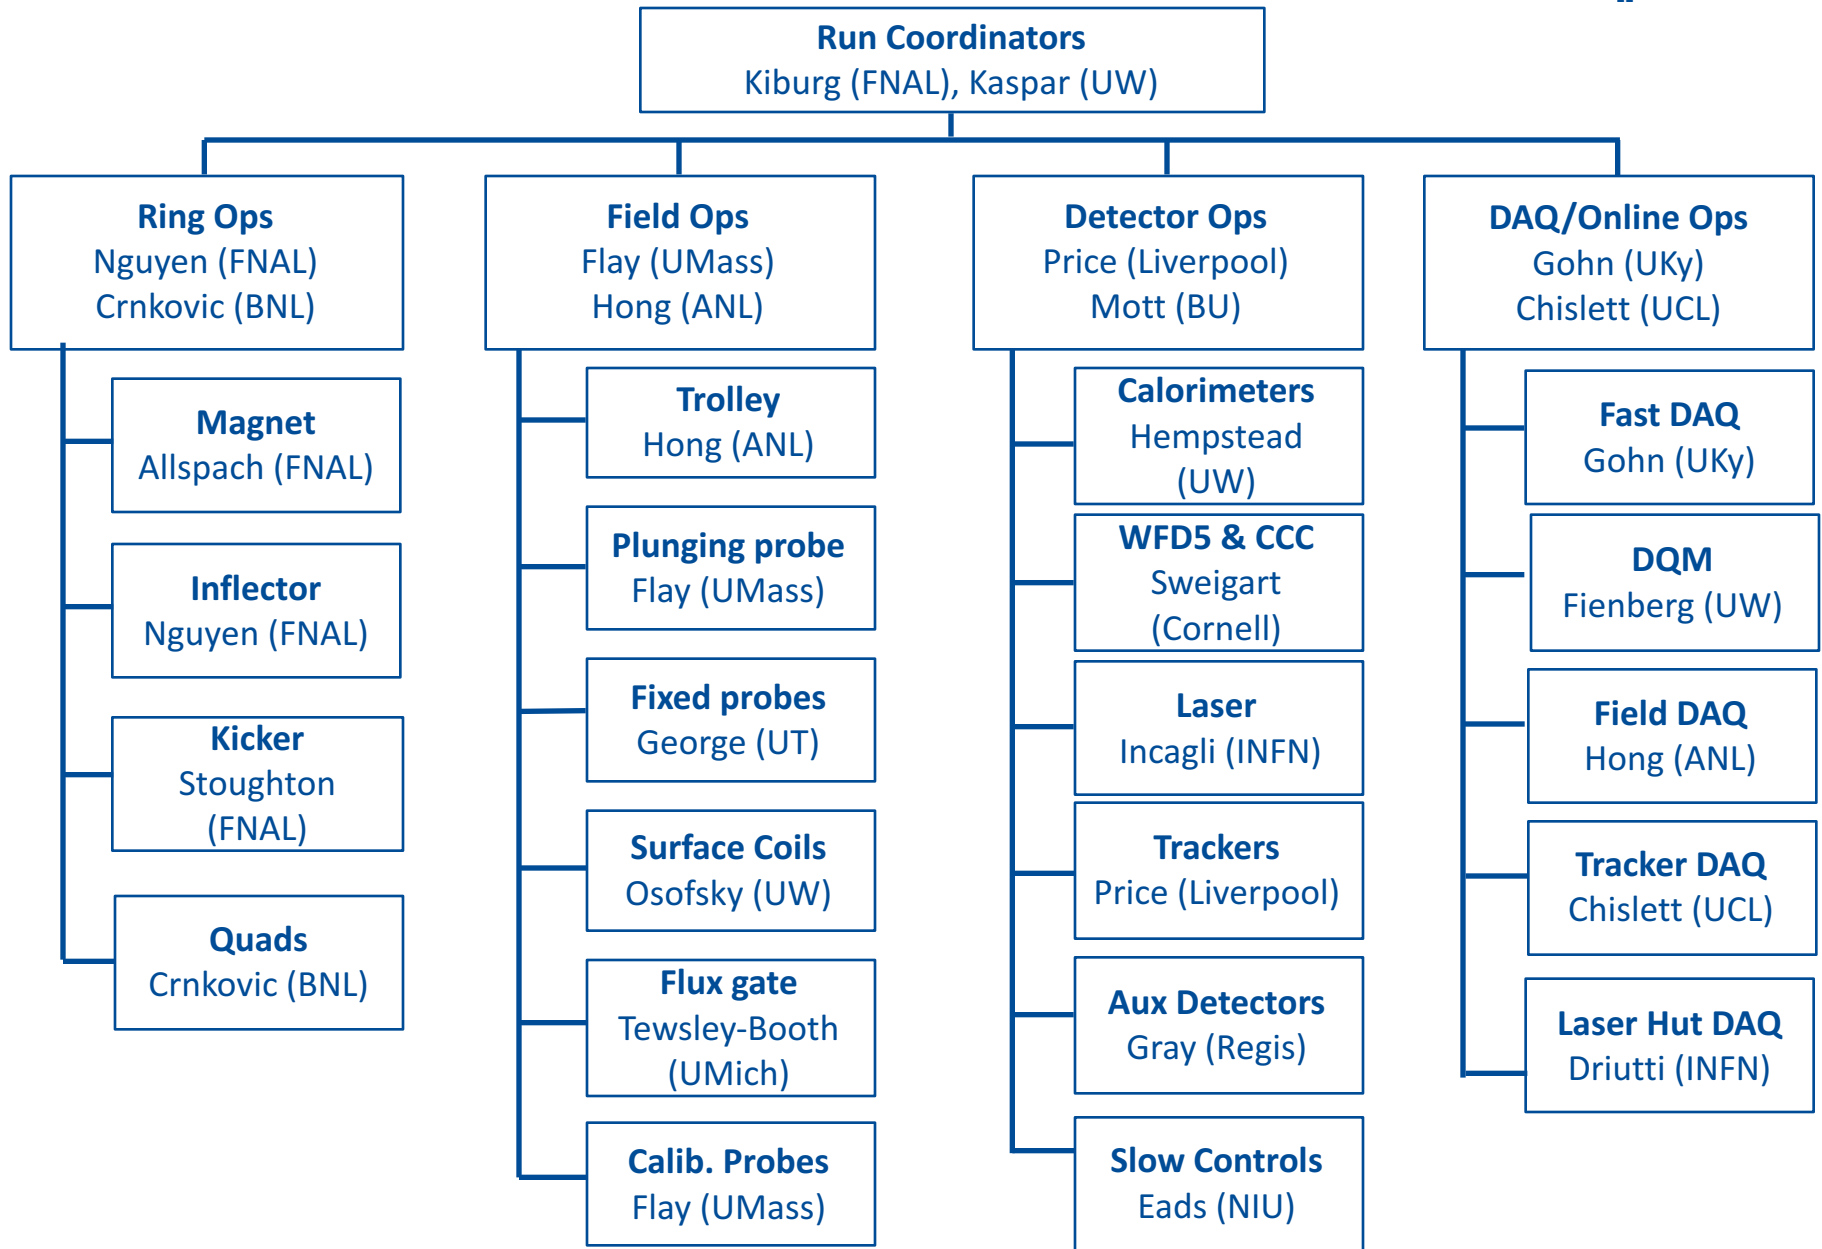 Run Coordinators
Kiburg (FNAL), Kaspar (UW)
Ring Ops
Nguyen (FNAL)
Crnkovic (BNL)
Magnet
Allspach (FNAL)
Inflector
Nguyen (FNAL)
Kicker
Stoughton
(FNAL)
Quads
Crnkovic (BNL)
Field Ops
Flay (UMass)
Hong (ANL)
Trolley
Hong (ANL)
Plunging probe
Flay (UMass)
Fixed probes
George (UT)
Surface Coils
Osofsky (UW)
Flux gate
Tewsley-Booth
(UMich)
Calib. Probes
Flay (UMass)
Detector Ops
Price (Liverpool)
Mott (BU)
Calorimeters
Hempstead
(UW)
WFD5 & CCC
Sweigart
(Cornell)
Laser
Incagli (INFN)
Trackers
Price (Liverpool)
Aux Detectors
Gray (Regis)
Slow Controls
Eads (NIU)
DAQ/Online Ops
Gohn (UKy)
Chislett (UCL)
Fast DAQ
Gohn (UKy)
DQM
Fienberg (UW)
Field DAQ
Hong (ANL)
Tracker DAQ
Chislett (UCL)
Laser Hut DAQ
Driutti (INFN)